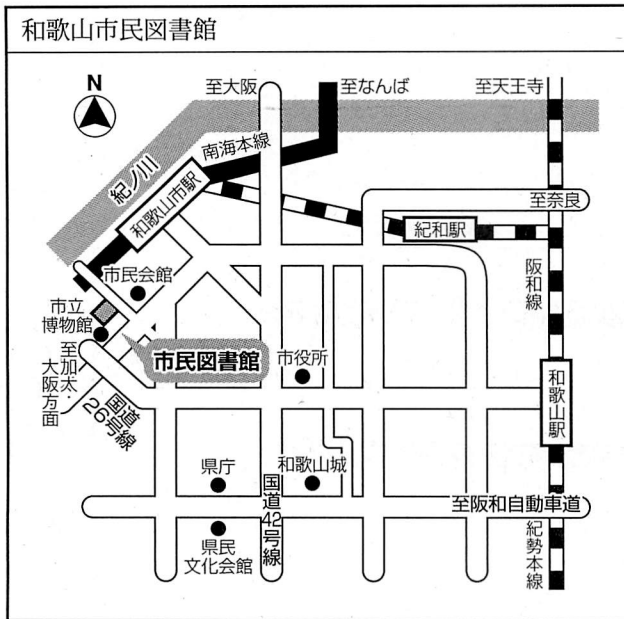 和歌山市民図書館
N
至大阪
至なんば
至天王寺
南海本線
紀ノ川
和歌山市駅
至奈良
紀和駅
阪和線
市民会館
市立
博物館
市民図書館
市役所
至加太・
大阪方面
国道
26号線
和歌山駅
県庁
和歌山城
国道42号線
至阪和自動車道
県民
文化会館
紀勢本線